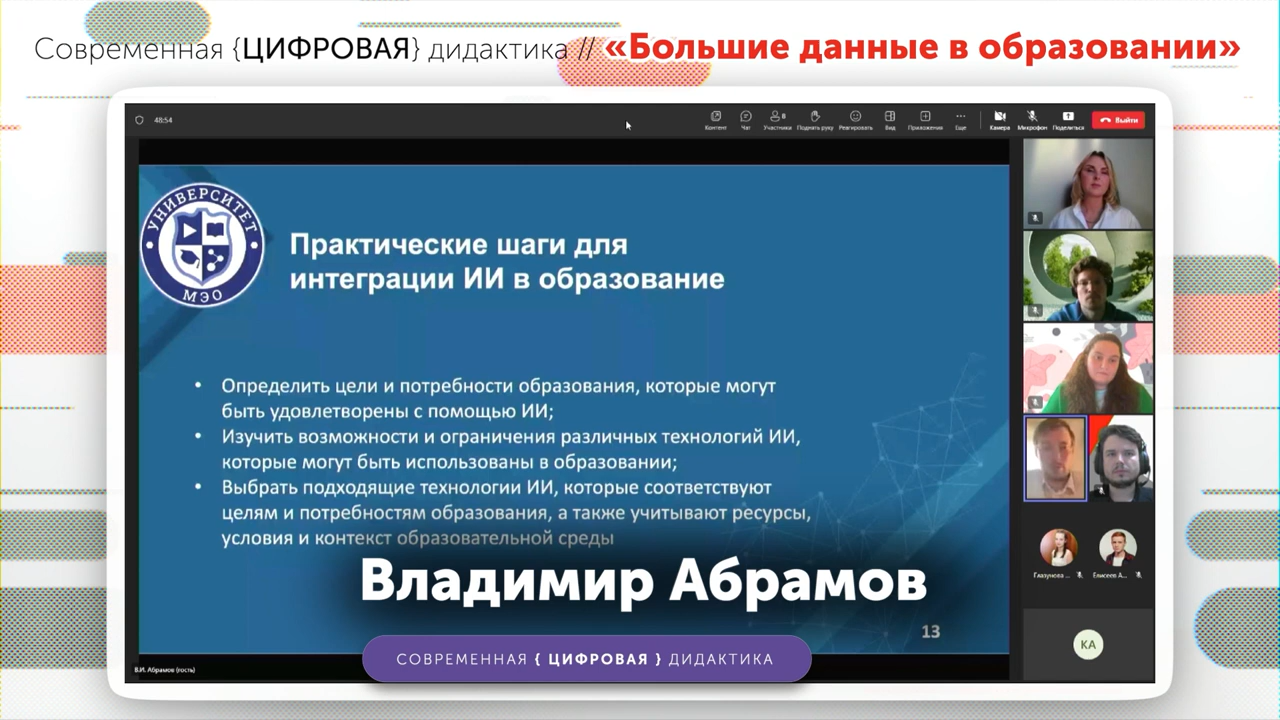 Современная {ЦИФРОВАЯ} дидактика // «Большие данные в образовании»
48:54
Контент
Чат
8
Участники
Поднять руку
Реагировать
Вид
Приложения
Еще
Камера
Микрофон
Поделиться
Выйти
УНИВЕРСИТЕТ
МЭО
Практические шаги для
интеграции ИИ в образование
• Определить цели и потребности образования, которые могут
быть удовлетворены с помощью ИИ;
• Изучить возможности и ограничения различных технологий ИИ,
которые могут быть использованы в образовании;
• Выбрать подходящие технологии ИИ, которые соответствуют
целям и потребностям образования, а также учитывают ресурсы,
условия и контекст образовательной среды
Глазунова ...
Елисеев А...
Владимир Абрамов
13
КА
СОВРЕМЕННАЯ { ЦИФРОВАЯ } ДИДАКТИКА
В.И. Абрамов (гость)